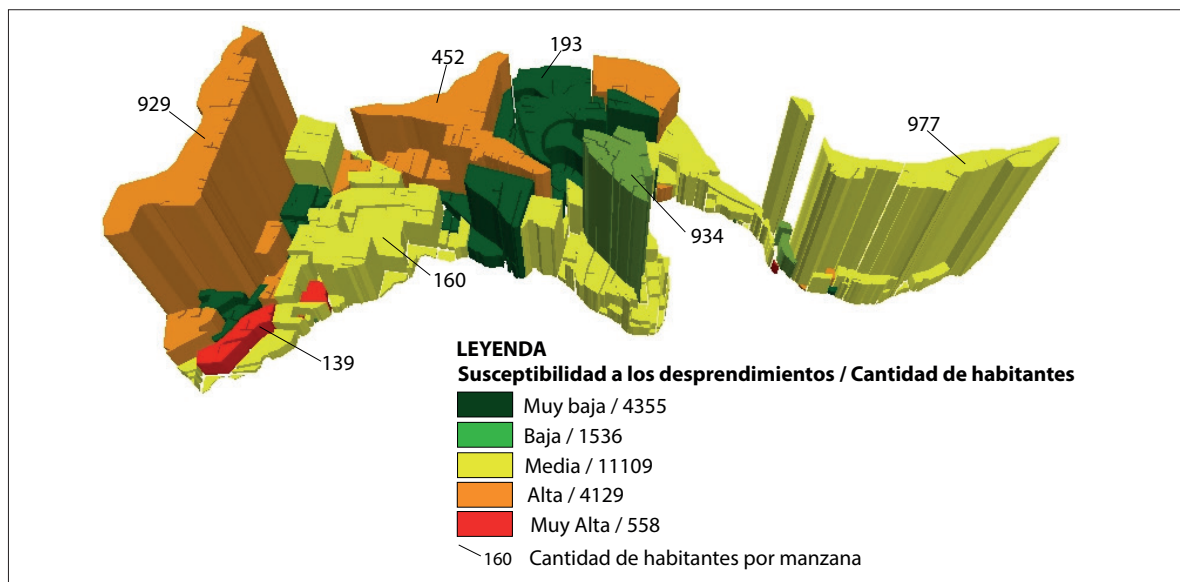 193
452
929
977
934
160
139
LEYENDA
Susceptibilidad a los desprendimientos / Cantidad de habitantes
Muy baja / 4355
Baja / 1536
Media / 11109
Alta / 4129
Muy Alta / 558
160 Cantidad de habitantes por manzana